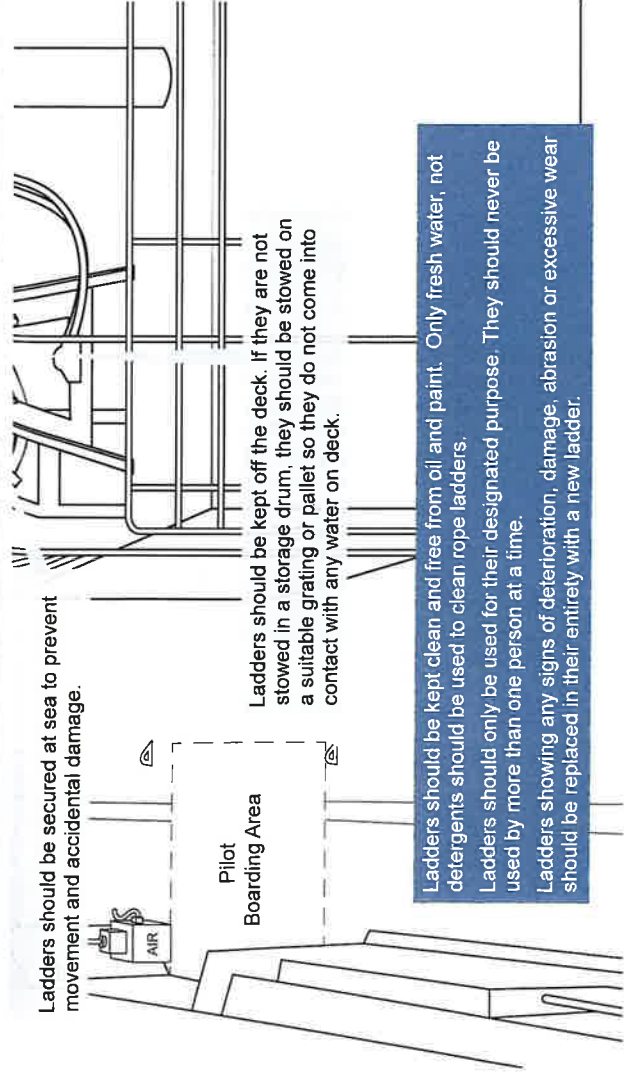 Ladders should be secured at sea to prevent
movement and accidental damage.
AIR
Pilot
Boarding Area
Ladders should be kept off the deck. If they are not
stowed in a storage drum, they should be stowed on
a suitable grating or pallet so they do not come into
contact with any water on deck.
Ladders should be kept clean and free from oil and paint. Only fresh water, not
detergents should be used to clean rope ladders.
Ladders should only be used for their designated purpose. They should never be
used by more than one person at a time.
Ladders showing any signs of deterioration, damage, abrasion or excessive wear
should be replaced in their entirety with a new ladder.